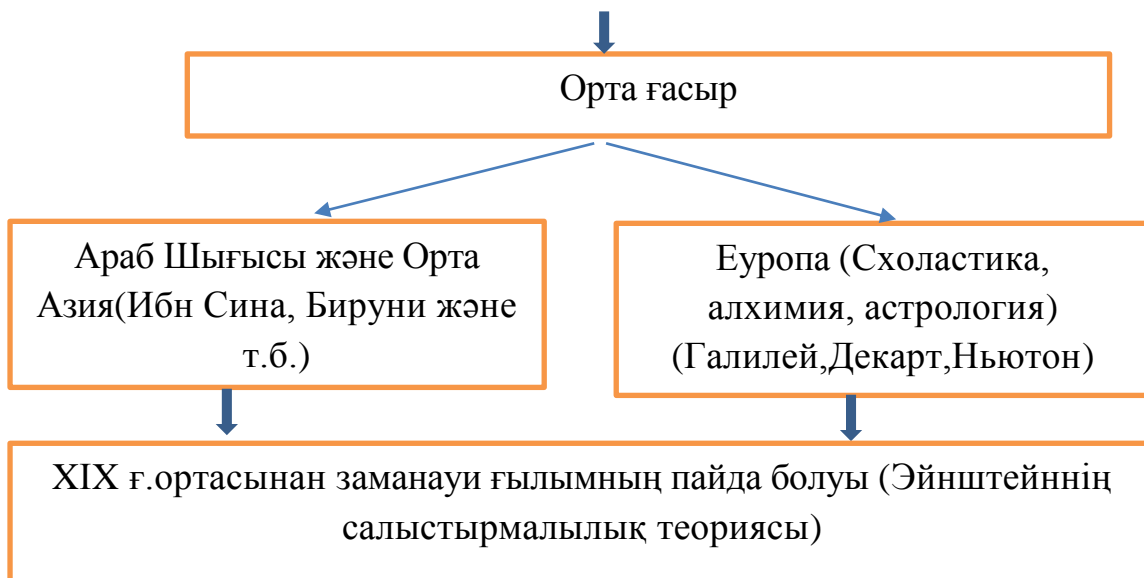 Орта ғасыр
Араб Шығысы және Орта
Азия(Ибн Сина, Бируни және
т.б.)
Еуропа (Схоластика,
алхимия, астрология)
(Галилей,Декарт,Ньютон)
XIX ғ.ортасынан заманауи ғылымның пайда болуы (Эйнштейннің
салыстырмалылық теориясы)